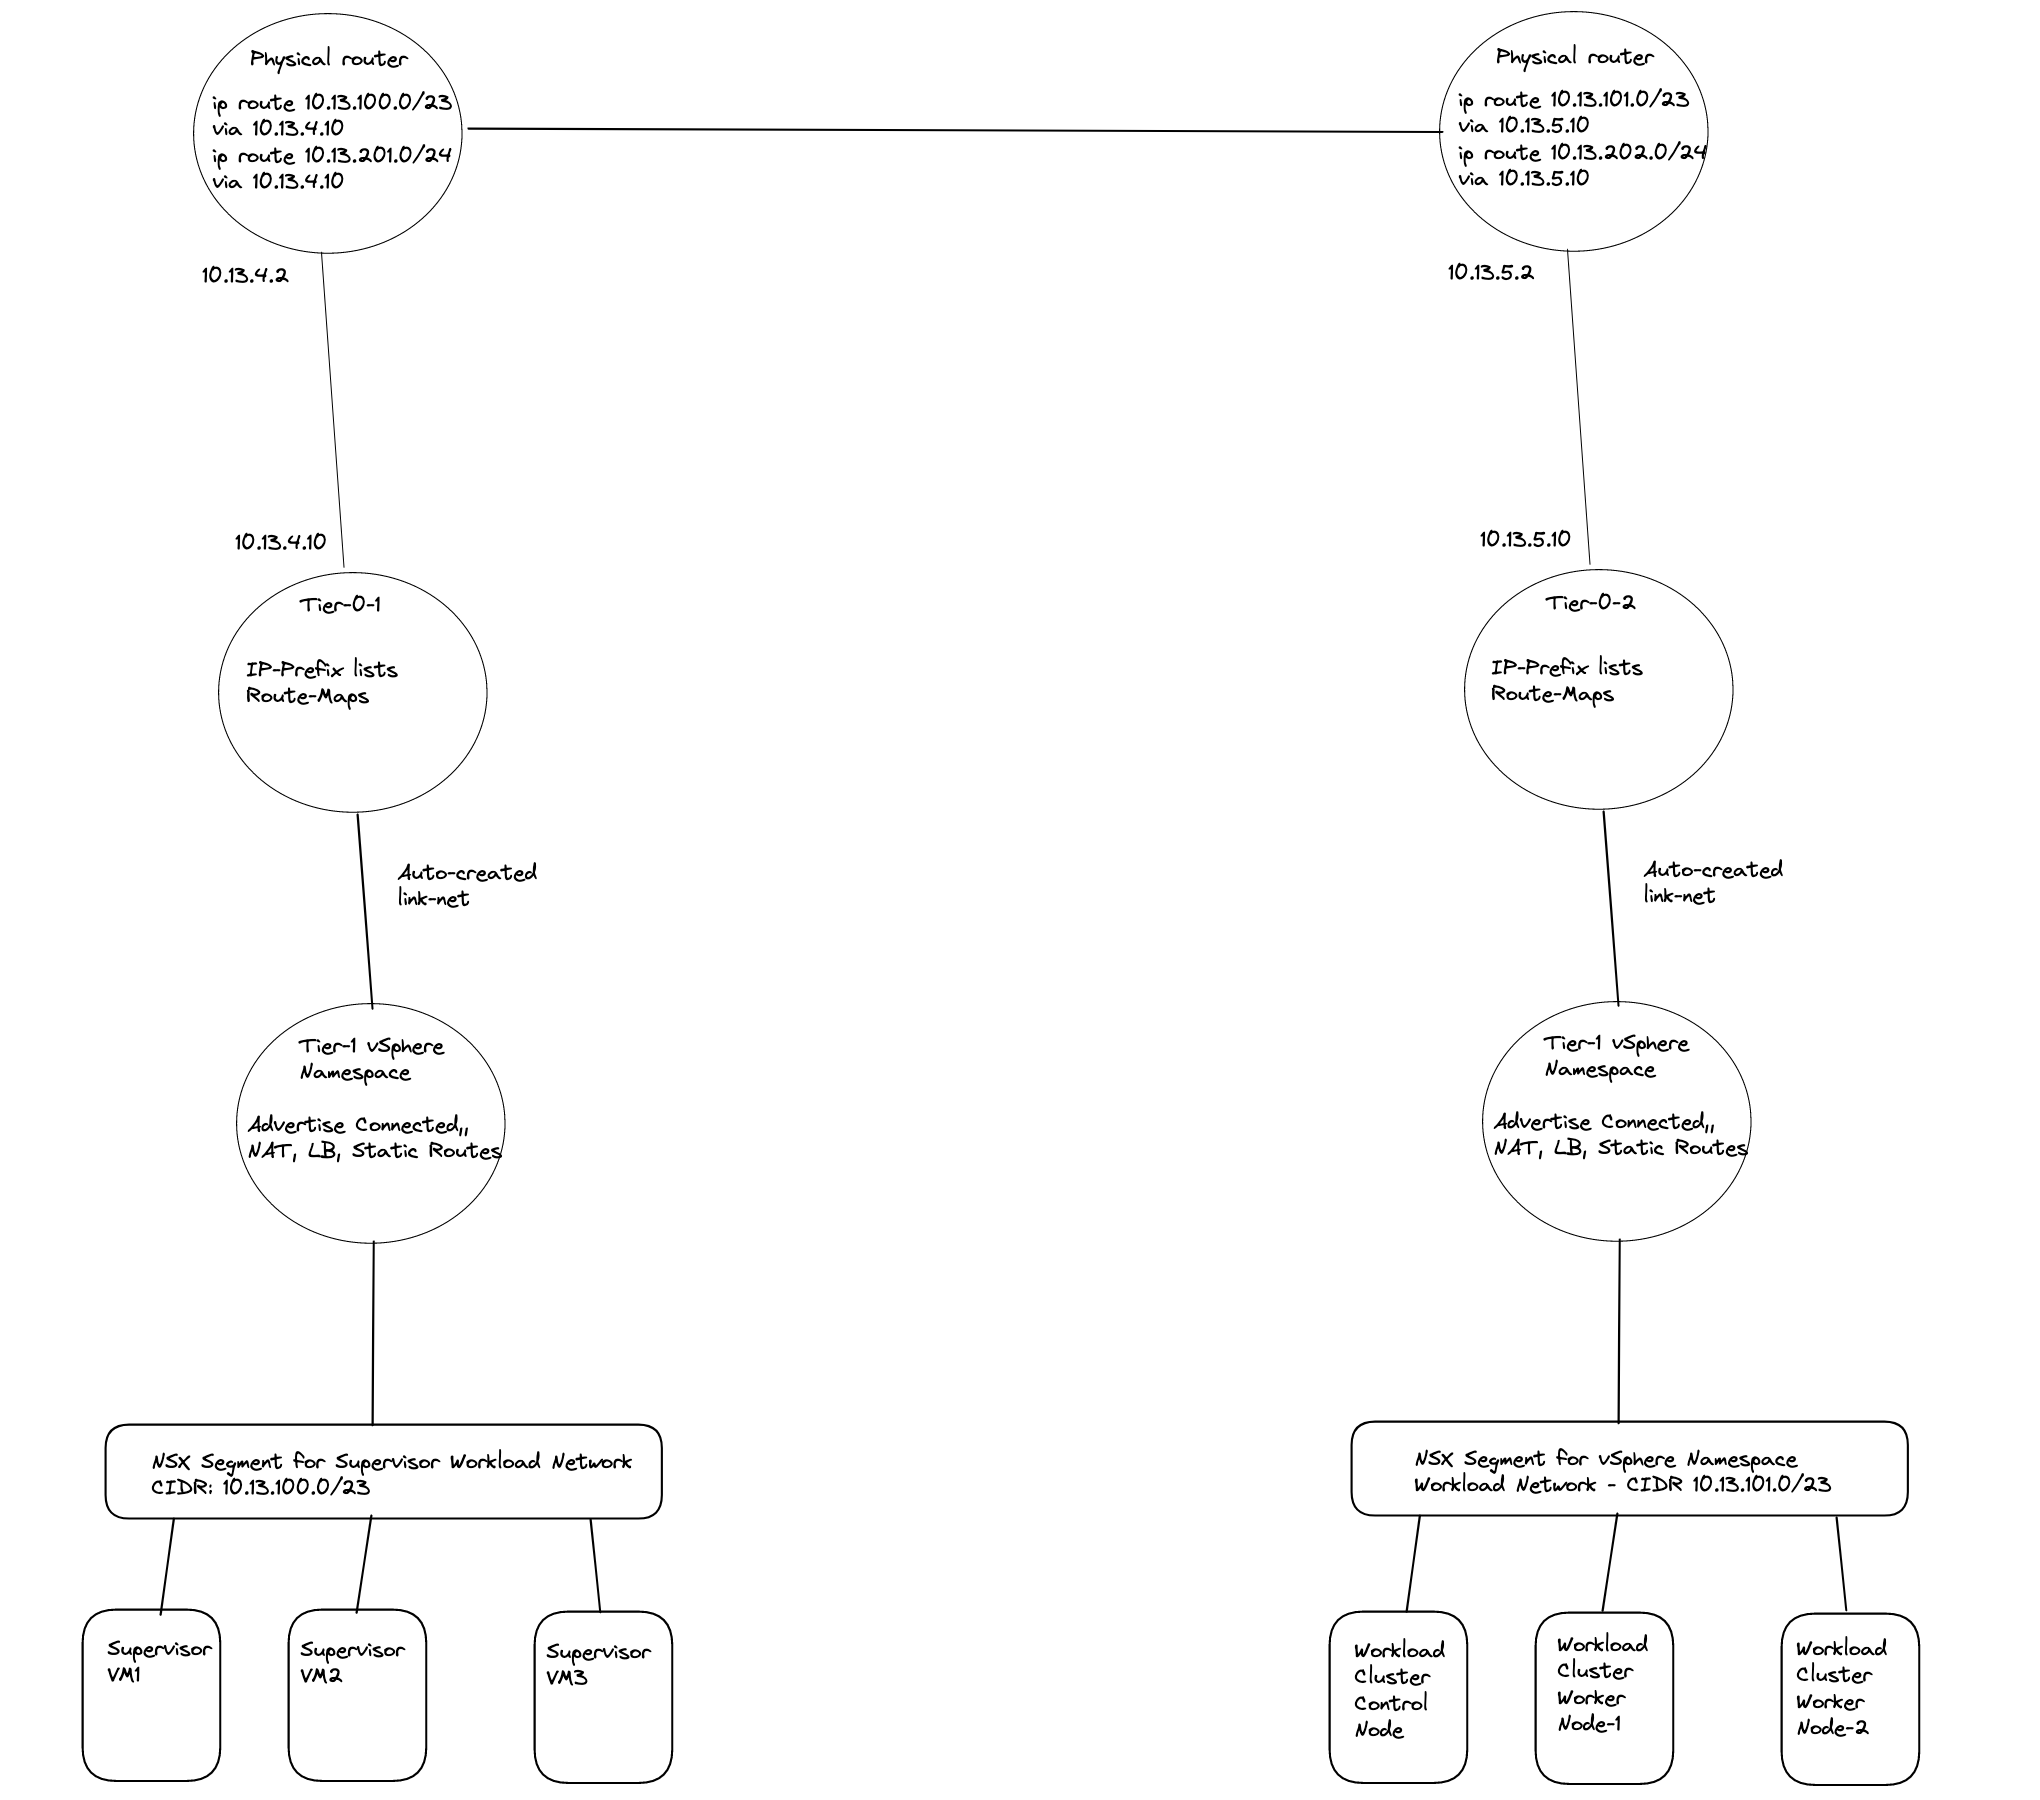 Physical router
ip route 10.13.100.0/23
via 10.13.4.10
ip route 10.13.201.0/24
via 10.13.4.10
10.13.4.2
10.13.4.10
Tier-0-1
IP-Prefix lists
Route-Maps
Auto-created
link-net
Tier-1 vSphere
Namespace
Advertise Connected,,
NAT, LB, Static Routes
NSX Segment for Supervisor Workload Network
CIDR: 10.13.100.0/23
Supervisor
VM1
Supervisor
VM2
Supervisor
VM3
Physical router
ip route 10.13.101.0/23
via 10.13.5.10
ip route 10.13.202.0/24
via 10.13.5.10
10.13.5.2
10.13.5.10
Tier-0-2
IP-Prefix lists
Route-Maps
Auto-created
link-net
Tier-1 vSphere
Namespace
Advertise Connected,,
NAT, LB, Static Routes
NSX Segment for vSphere Namespace
Workload Network - CIDR 10.13.101.0/23
Workload
Cluster
Control
Node
Workload
Cluster
Worker
Node-1
Workload
Cluster
Worker
Node-2